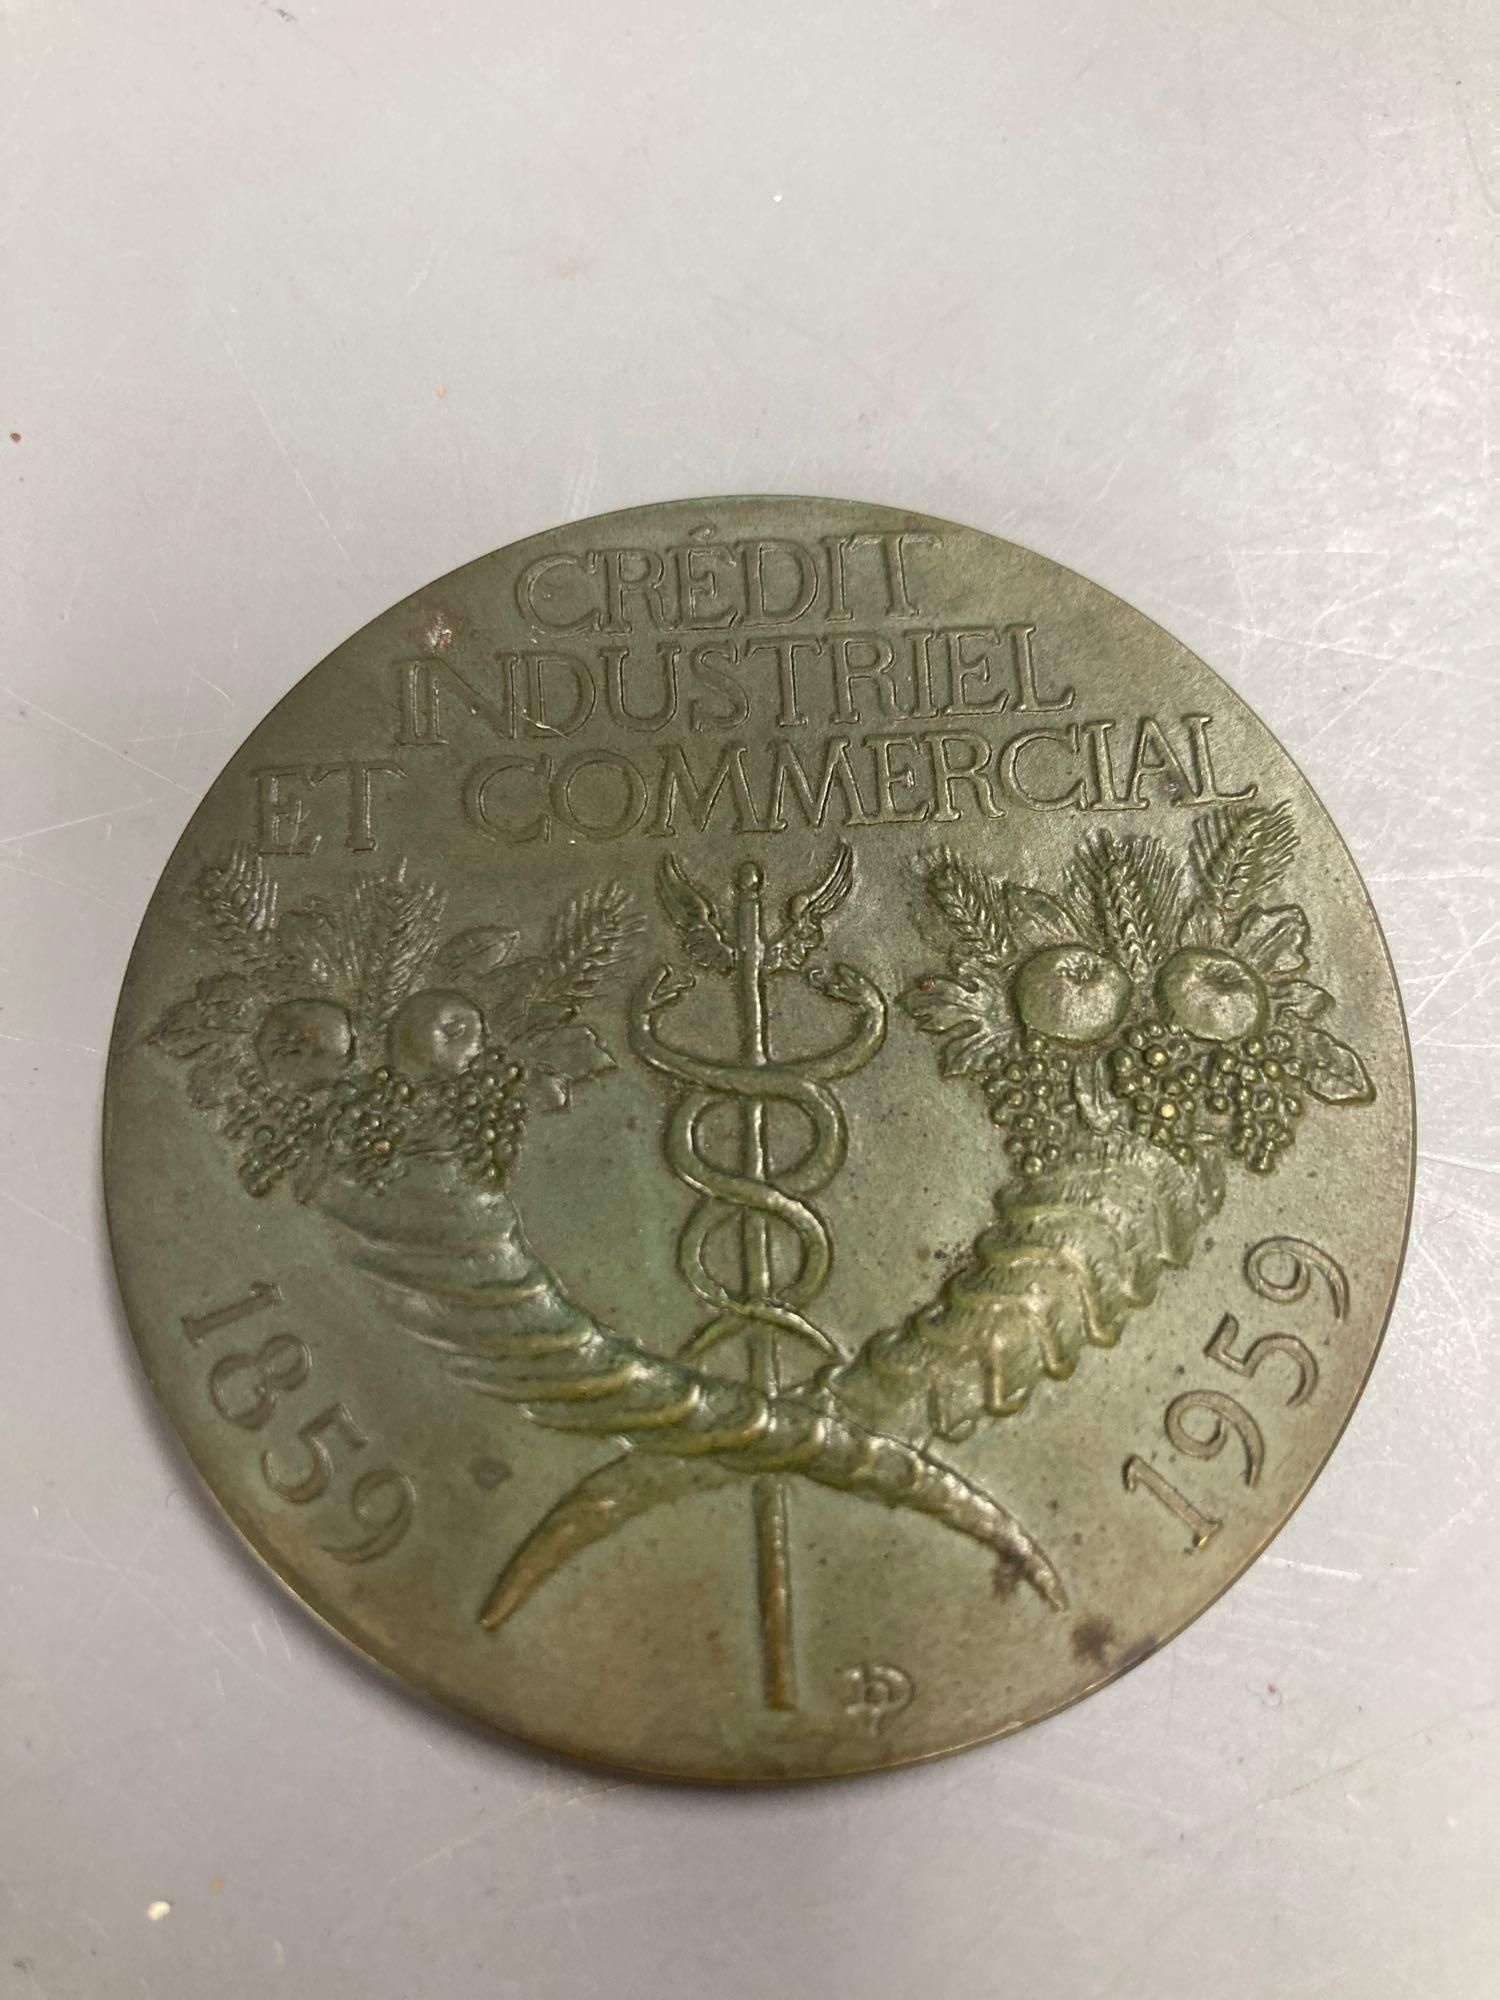 CRÉDIT
INDUSTRIEL
ET COMMERCIAL
1859
1959